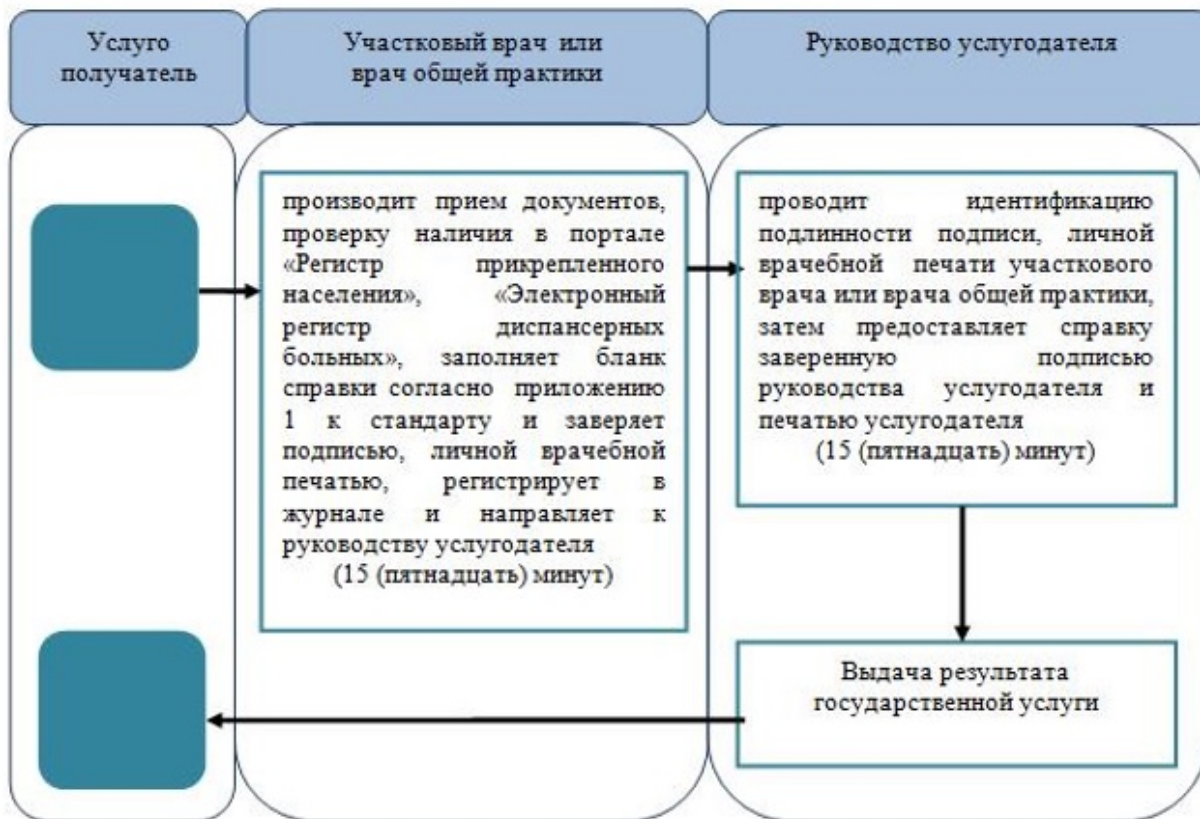 Услуго
получатель
Участковый врач или
врач общей практики
Руководство услугодателя
производит прием документов,
проверку наличия в портале
«Регистр прикрепленного
населения», «Электронный
регистр диспансерных
больных», заполняет бланк
справки согласно приложению
1 к стандарту и заверяет
подписью, личной врачебной
печатью, регистрирует в
журнале и направляет к
руководству услугодателя
(15 (пятнадцать) минут)
проводит идентификацию
подлинности подписи, личной
врачебной печати участкового
врача или врача общей практики,
затем предоставляет справку
заверенную подписью
руководства услугодателя и
печатью услугодателя
(15 (пятнадцать) минут)
Выдача результата
государственной услуги